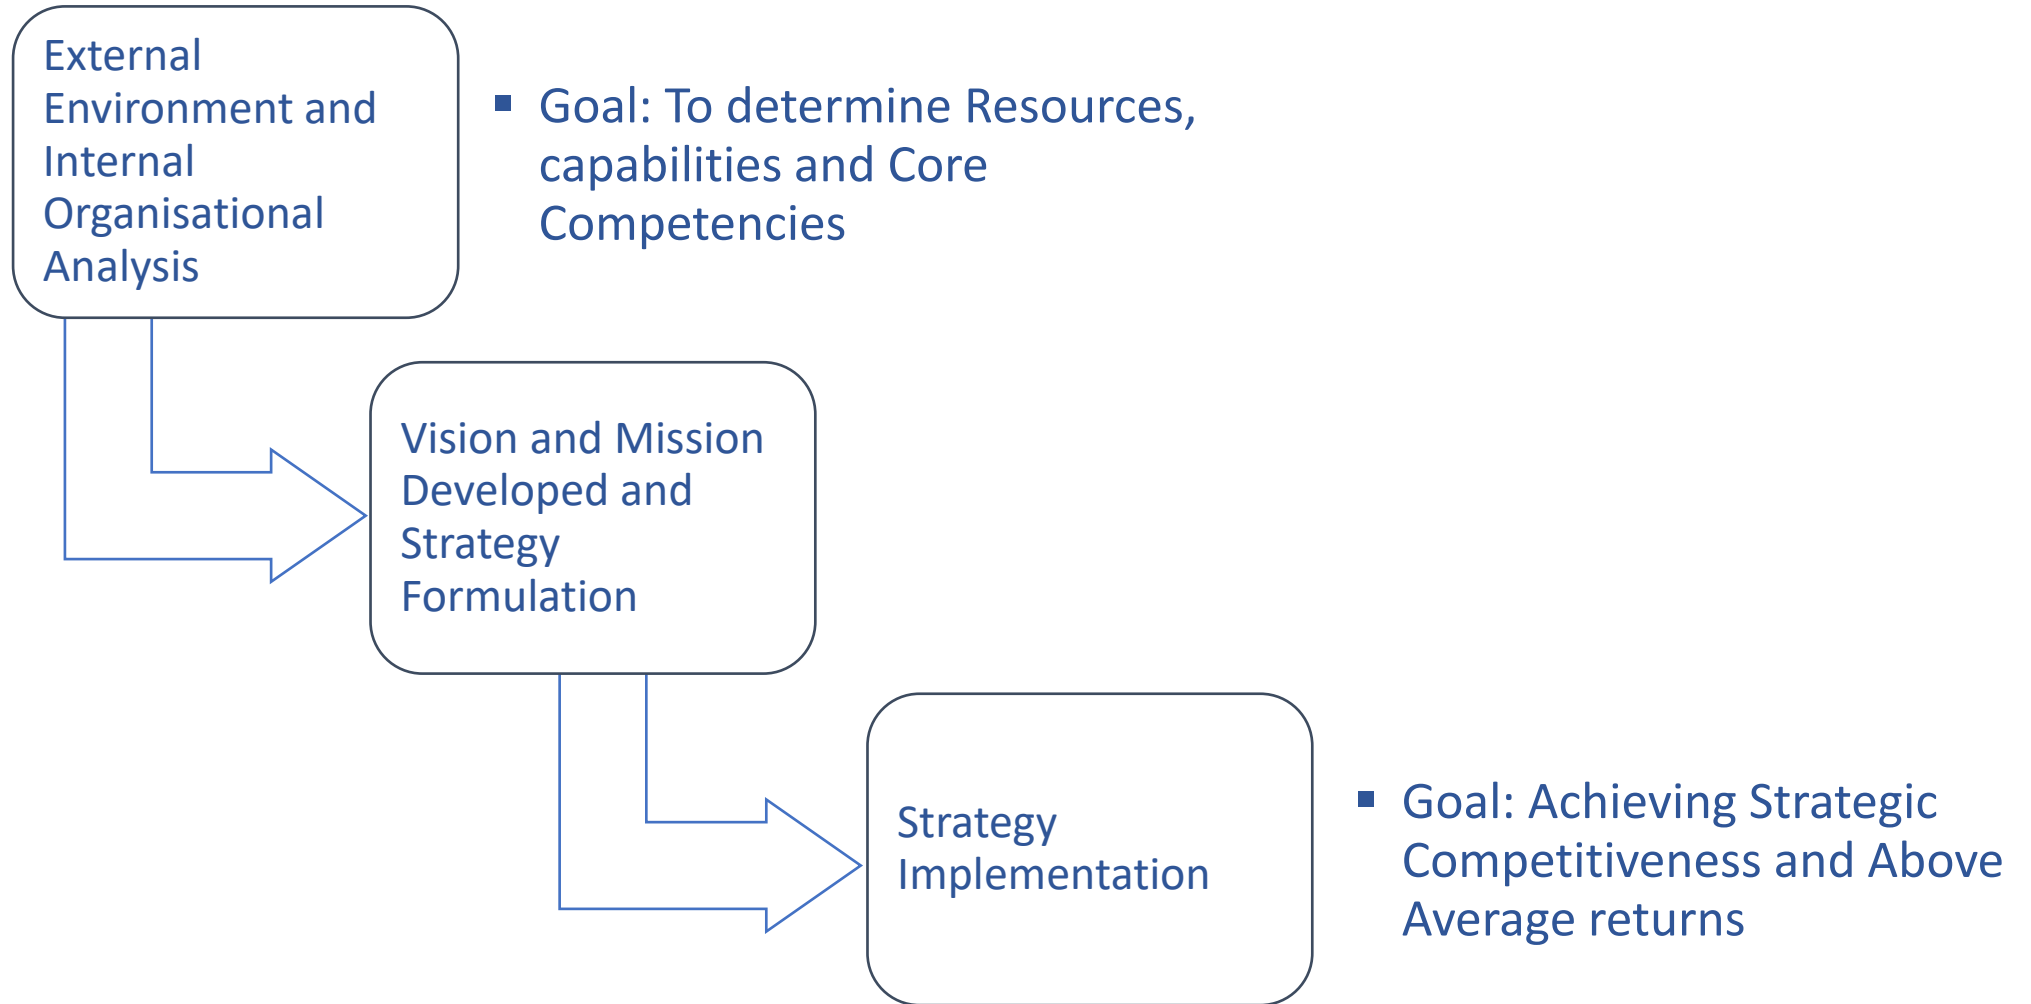 External
Environment and
Internal
Organisational
Analysis
▪ Goal: To determine Resources,
capabilities and Core
Competencies
Vision and Mission
Developed and
Strategy
Formulation
Strategy
Implementation
▪ Goal: Achieving Strategic
Competitiveness and Above
Average returns